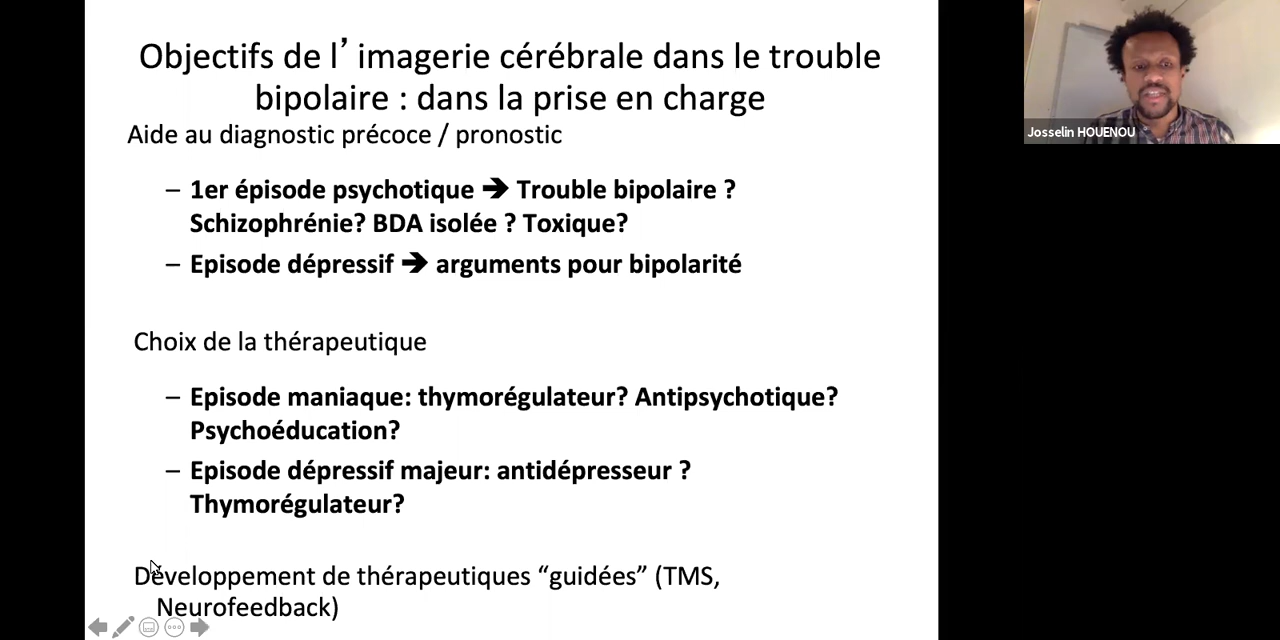 Objectifs de l’ imagerie cérébrale dans le trouble
bipolaire : dans la prise en charge
Aide au diagnostic précoce / pronostic
– 1er épisode psychotique ➔ Trouble bipolaire ?
Schizophrénie? BDA isolée ? Toxique?
– Episode dépressif ➔ arguments pour bipolarité
Choix de la thérapeutique
– Episode maniaque: thymorégulateur? Antipsychotique?
Psychoéducation?
– Episode dépressif majeur: antidépresseur ?
Thymorégulateur?
Développement de thérapeutiques “guidées” (TMS,
Neurofeedback)
Josselin HOUENOU